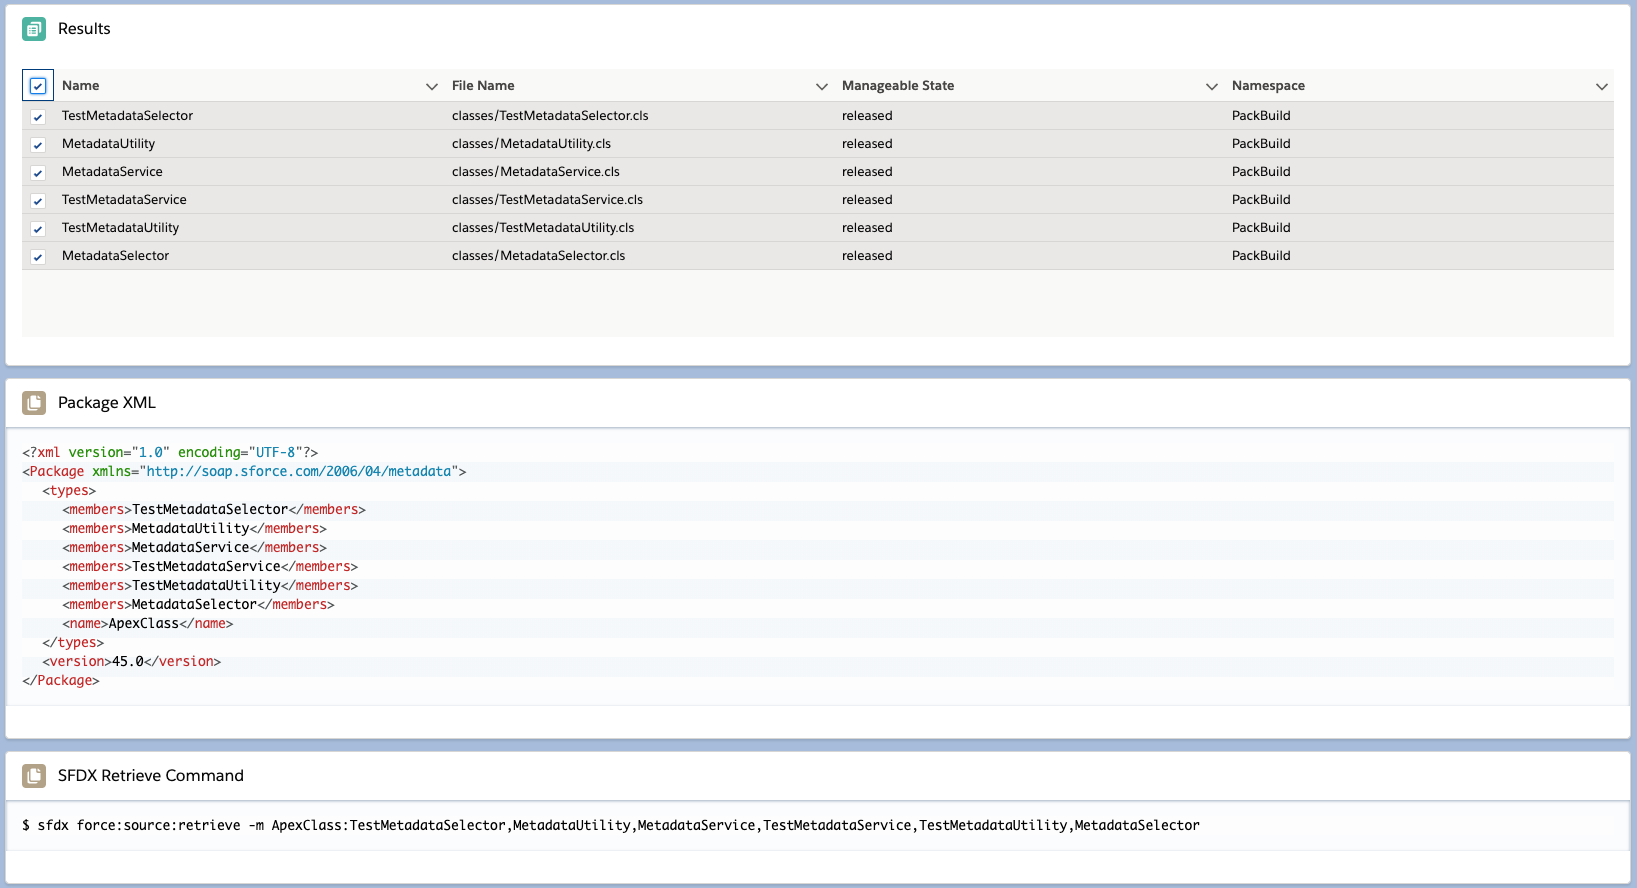 Results
Name File Name Manageable State Namespace
TestMetadataSelector classes/TestMetadataSelector.cls released PackBuild
MetadataUtility classes/MetadataUtility.cls released PackBuild
MetadataService classes/MetadataService.cls released PackBuild
TestMetadataService classes/TestMetadataService.cls released PackBuild
TestMetadataUtility classes/TestMetadataUtility.cls released PackBuild
MetadataSelector classes/MetadataSelector.cls released PackBuild
Package XML
<?xml version="1.0" encoding="UTF-8"?>
<Package xmlns="http://soap.sforce.com/2006/04/metadata">
<types>
<members>TestMetadataSelector</members>
<members>MetadataUtility</members>
<members>MetadataService</members>
<members>TestMetadataService</members>
<members>TestMetadataUtility</members>
<members>MetadataSelector</members>
<name>ApexClass</name>
</types>
<version>45.0</version>
</Package>
SFDX Retrieve Command
$ sfdx force:source:retrieve -m ApexClass:TestMetadataSelector,MetadataUtility,MetadataService,TestMetadataService,TestMetadataUtility,MetadataSelector